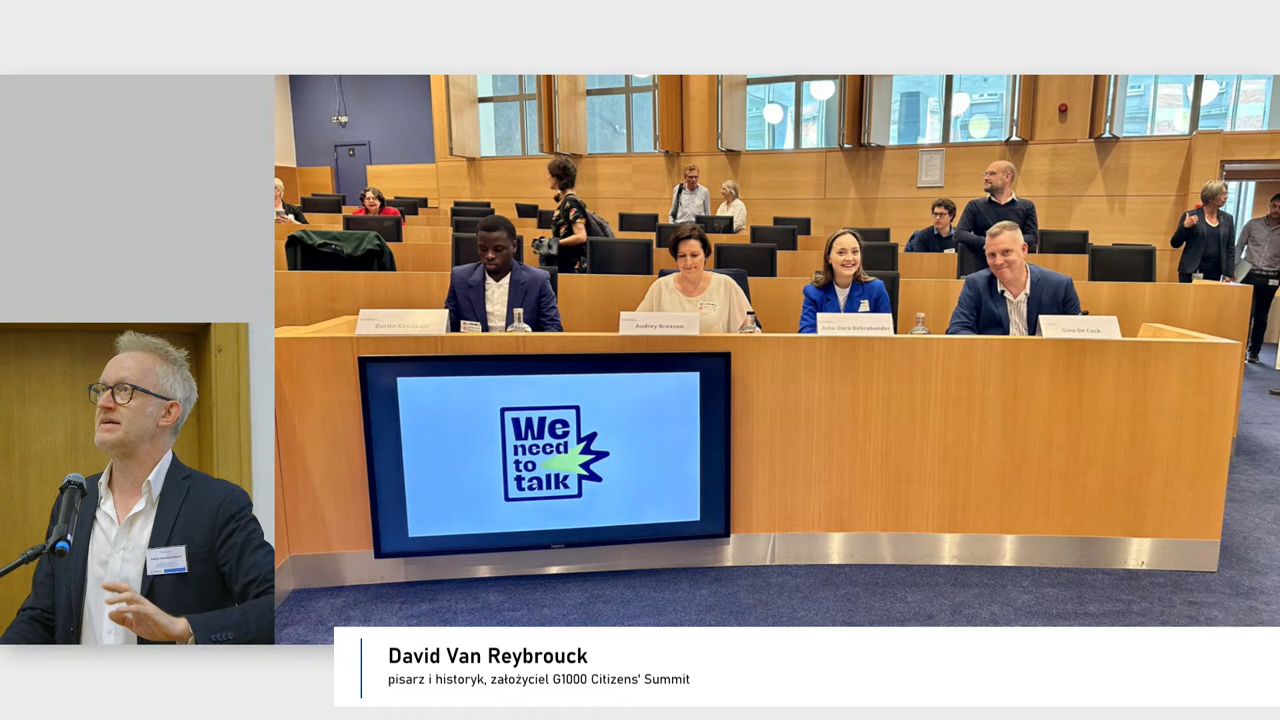 Audrey Brossen
Julia-Dora Debrabander
Gino De Cock
We
need
to
talk
David Van Reybrouck
pisarz i historyk, założyciel G1000 Citizens' Summit